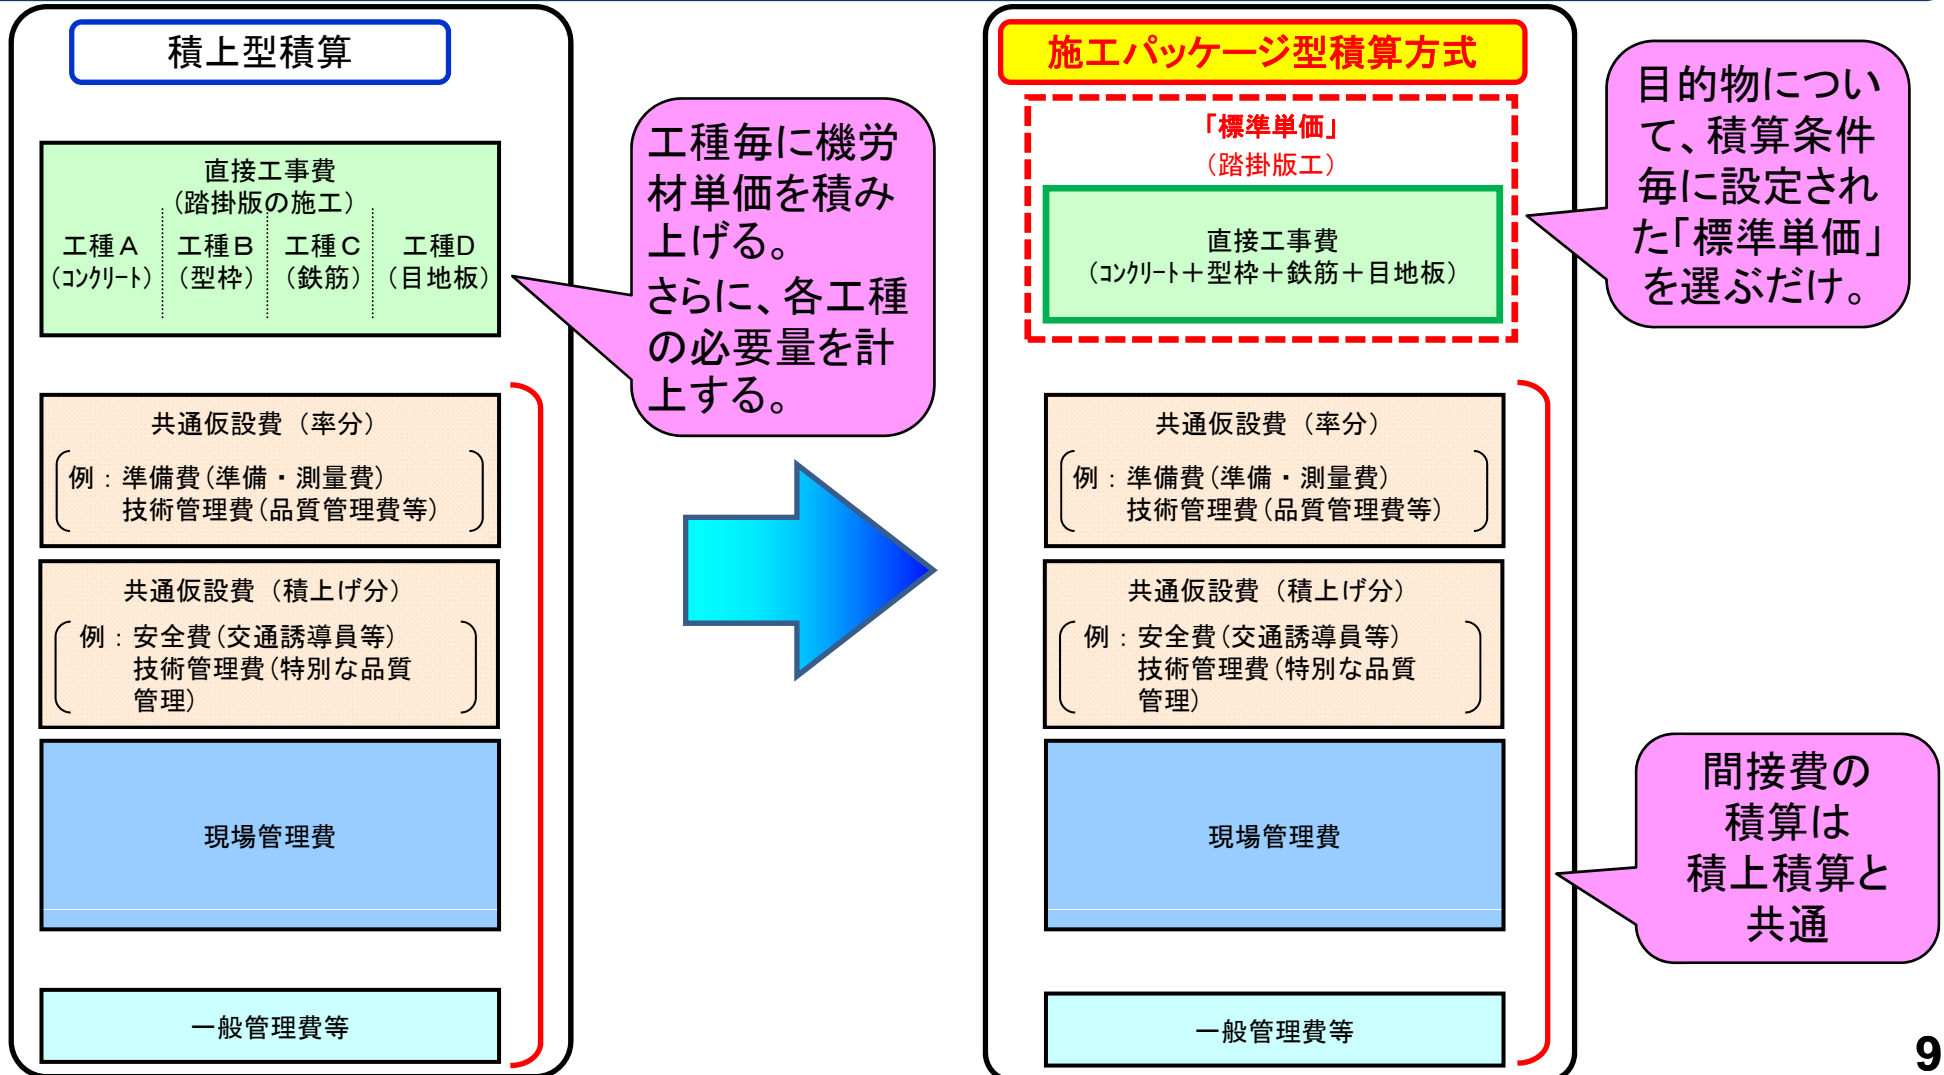 積上型積算
直接工事費
(踏掛版の施工)
工種A
(コンクリート)
工種B
(型枠)
工種C
(鉄筋)
工種D
(目地板)
工種毎に機労
材単価を積み
上げる。
さらに、各工種
の必要量を計
上する。
共通仮設費（率分）
例：準備費(準備・測量費)
技術管理費(品質管理費等)
共通仮設費（積上げ分）
例：安全費(交通誘導員等)
技術管理費(特別な品質
管理)
現場管理費
一般管理費等
施工パッケージ型積算方式
「標準単価」
（踏掛版工）
直接工事費
(コンクリート＋型枠＋鉄筋＋目地板)
目的物につい
て、積算条件
毎に設定され
た「標準単価」
を選ぶだけ。
共通仮設費（率分）
例：準備費(準備・測量費)
技術管理費(品質管理費等)
共通仮設費（積上げ分）
例：安全費(交通誘導員等)
技術管理費(特別な品質
管理)
現場管理費
一般管理費等
間接費の
積算は
積上積算と
共通
9